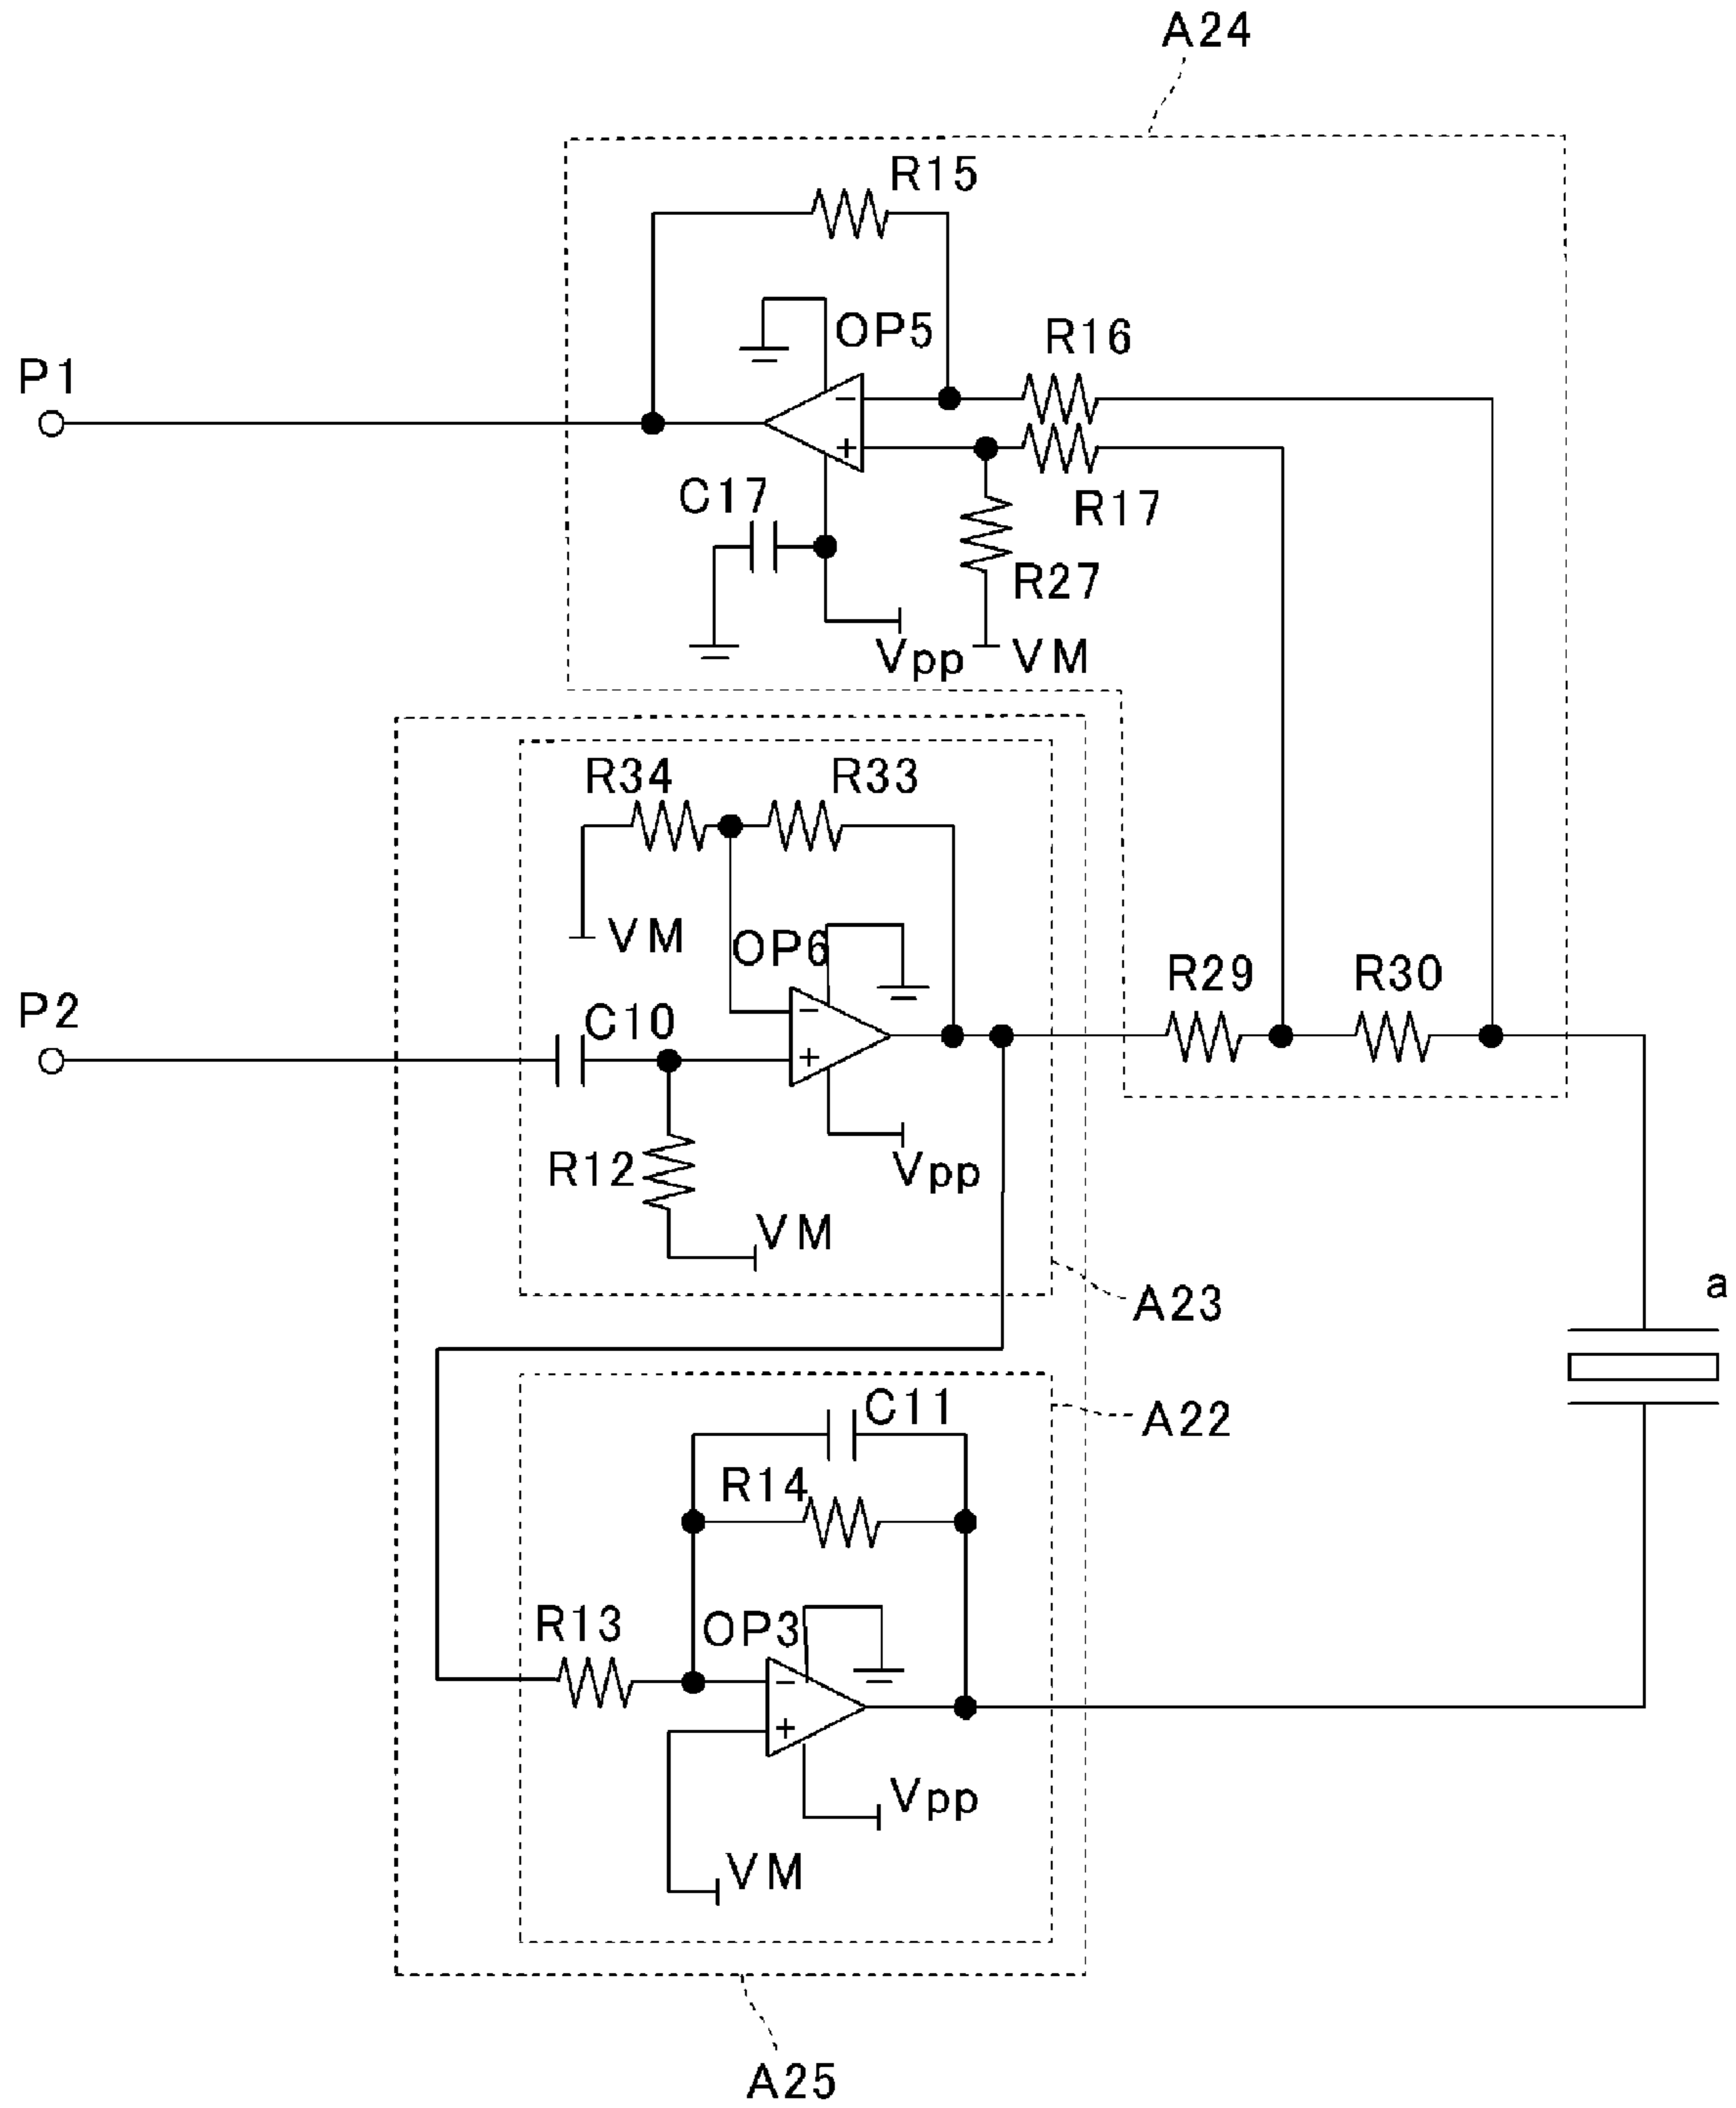 A24
R15
OP5
R16
P1
−
+
C17
R17
R27
Vpp
VM
R34
R33
VM
OP6
R29
R30
P2
C10
−
+
R12
Vpp
VM
A23
a
C11
A22
R14
R13
OP3
−
+
Vpp
VM
A25